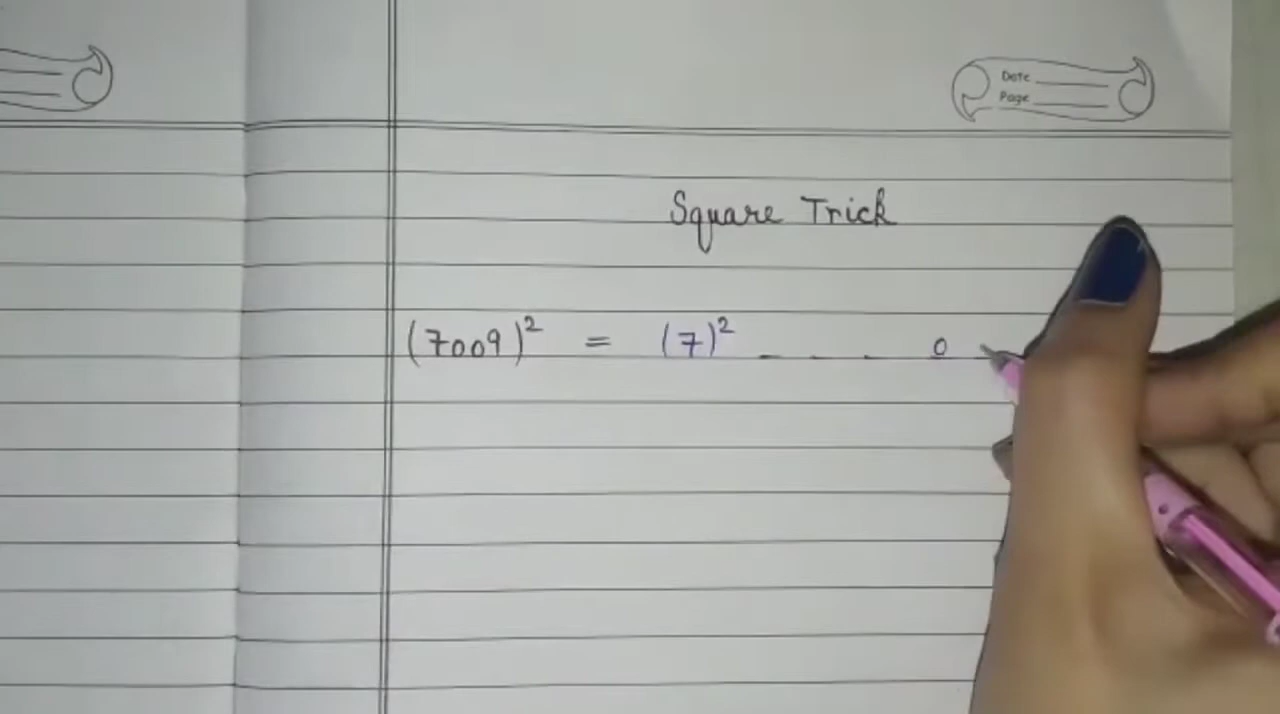 Date
Page
Square Trick
(7009)² = (7)² _ _ _ 0